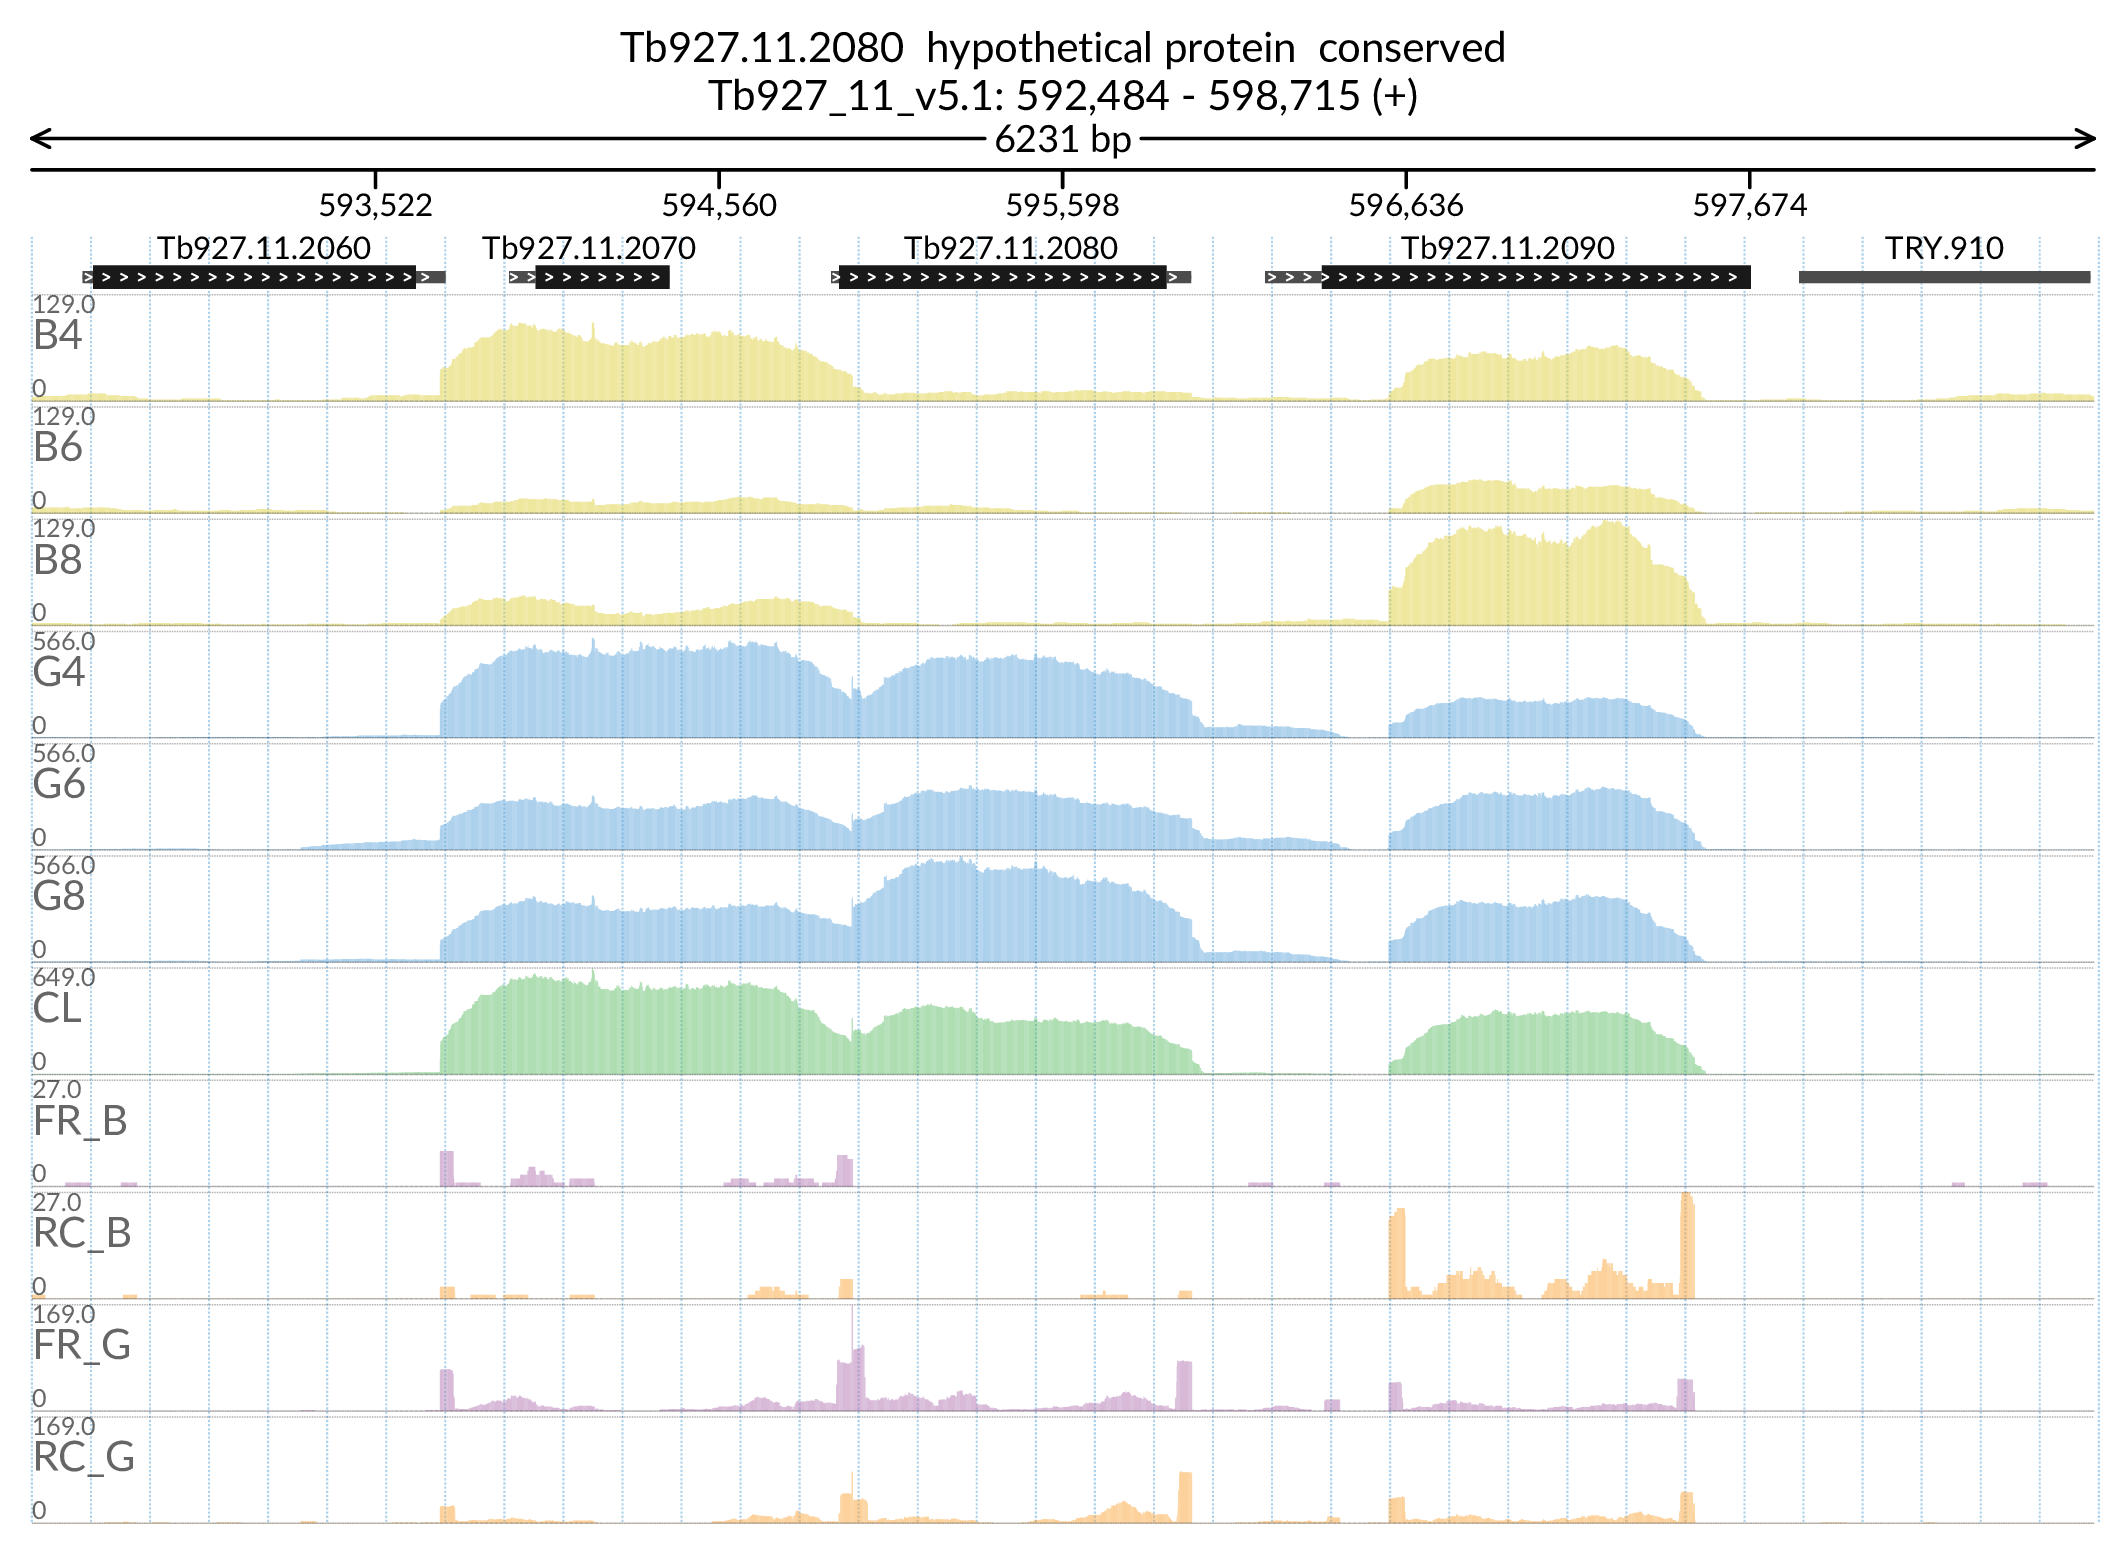 Tb927.11.2080  hypothetical protein  conserved
Tb927_11_v5.1: 592,484 - 598,715 (+)
6231 bp
593,522 594,560 595,598 596,636 597,674
Tb927.11.2060 Tb927.11.2070 Tb927.11.2080 Tb927.11.2090 TRY.910
129.0
B4
0
129.0
B6
0
129.0
B8
0
566.0
G4
0
566.0
G6
0
566.0
G8
0
649.0
CL
0
27.0
FR_B
0
27.0
RC_B
0
169.0
FR_G
0
169.0
RC_G
0